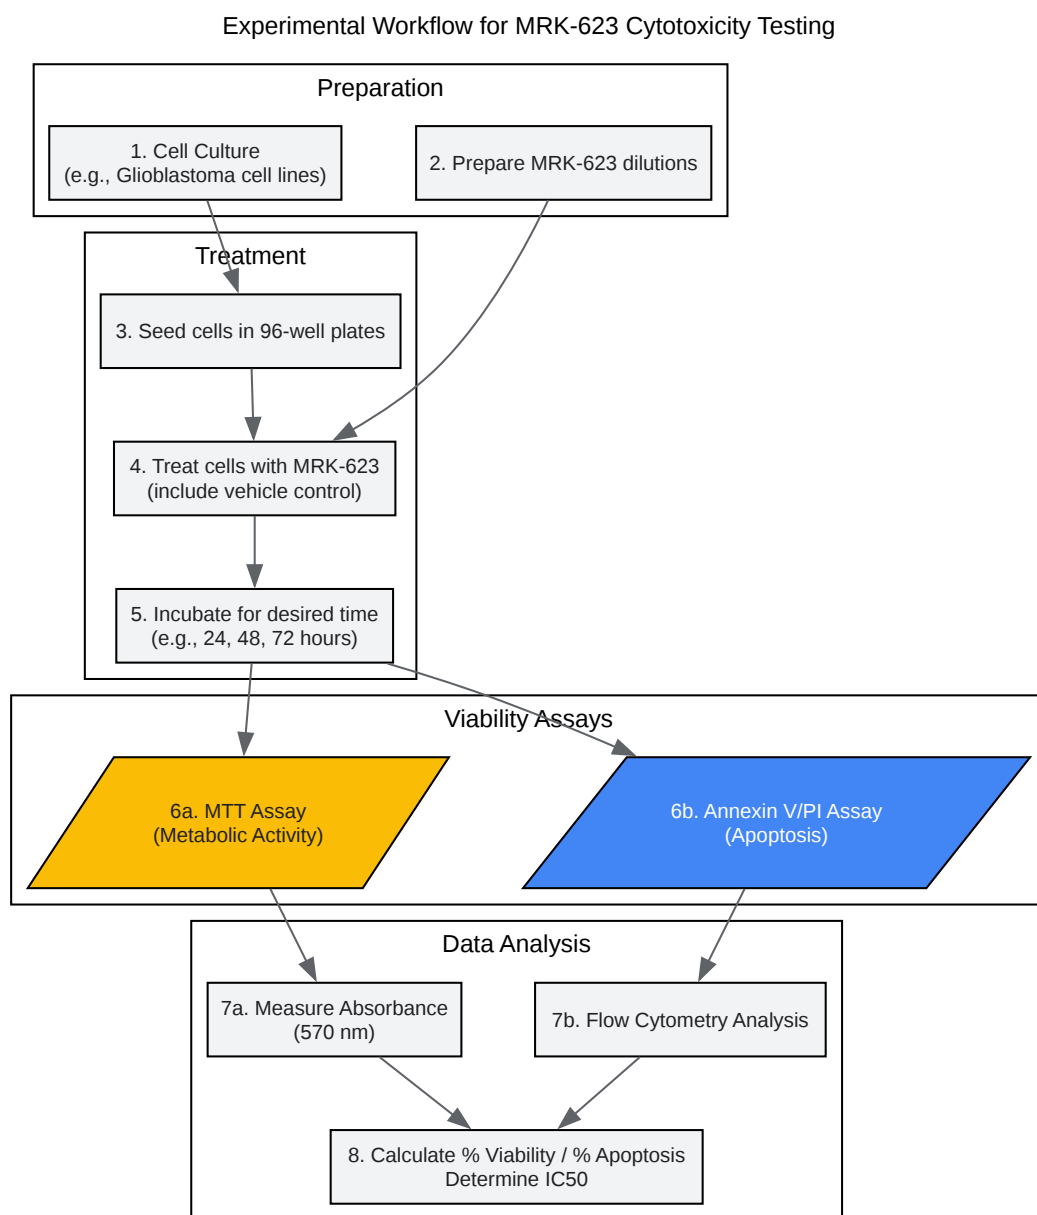 Experimental Workflow for MRK-623 Cytotoxicity Testing
Preparation
1. Cell Culture
(e.g., Glioblastoma cell lines)
2. Prepare MRK-623 dilutions
Treatment
3. Seed cells in 96-well plates
4. Treat cells with MRK-623
(include vehicle control)
5. Incubate for desired time
(e.g., 24, 48, 72 hours)
Viability Assays
6a. MTT Assay
(Metabolic Activity)
6b. Annexin V/PI Assay
(Apoptosis)
Data Analysis
7a. Measure Absorbance
(570 nm)
7b. Flow Cytometry Analysis
8. Calculate % Viability / % Apoptosis
Determine IC50